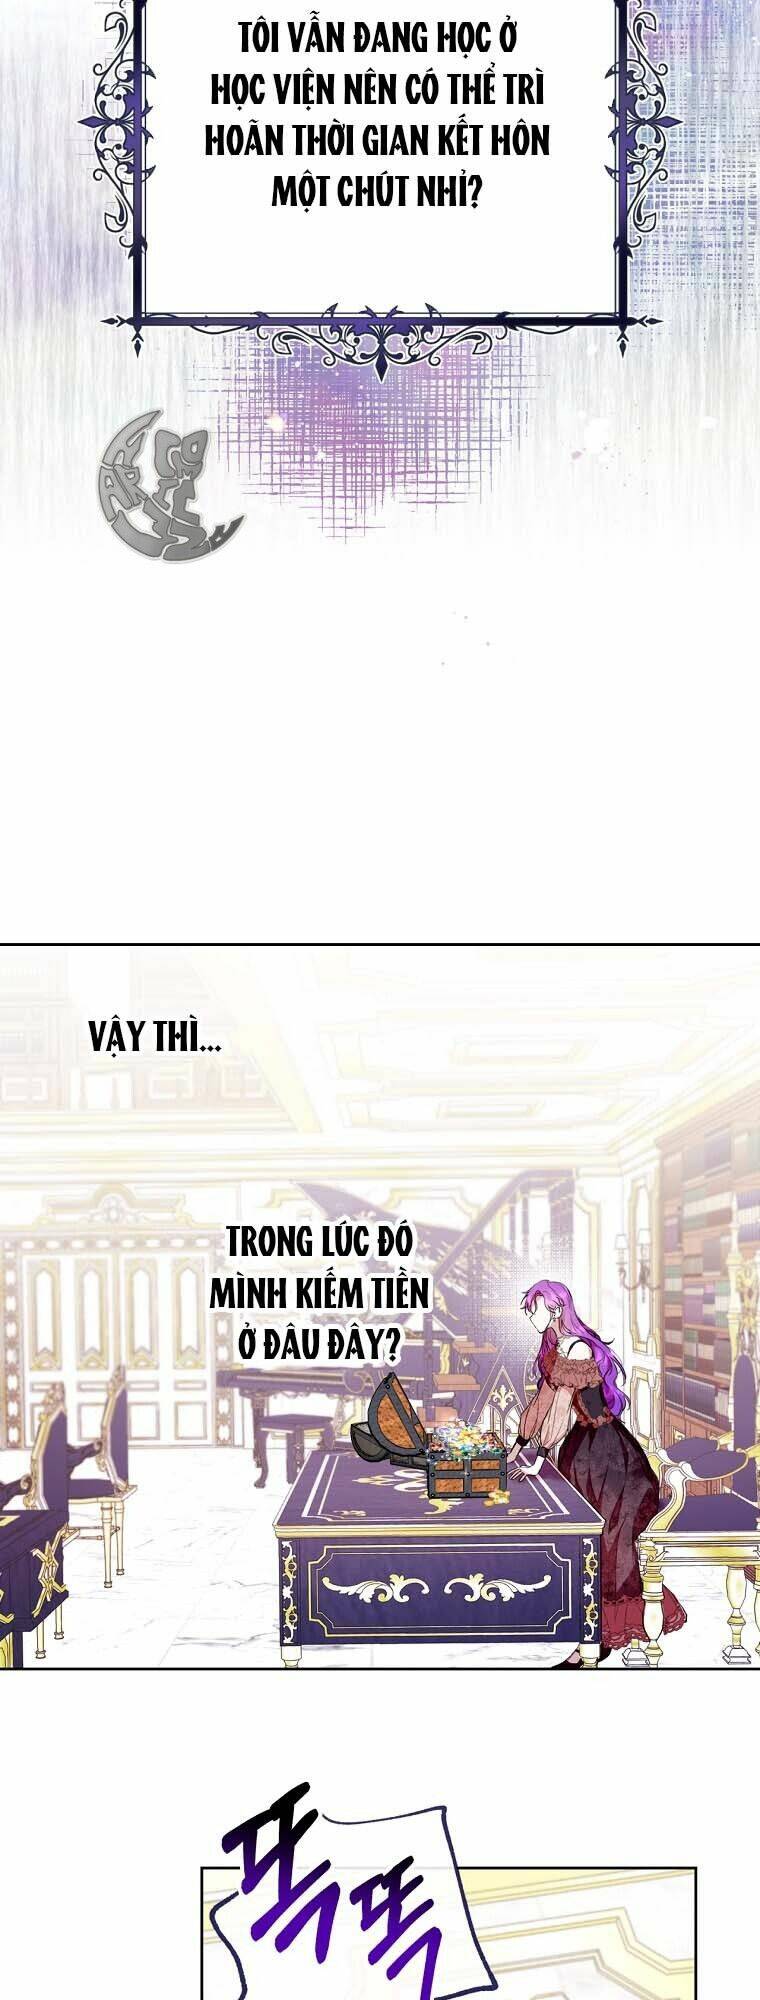 TÔI VẪN ĐANG HỌC Ở
HỌC VIỆN NÊN CÓ THỂ TRÌ
HOÃN THỜI GIAN KẾT HÔN
MỘT CHÚT NHỈ?
VẬY THÌ...
TRONG LÚC ĐÓ
MÌNH KIẾM TIỀN
Ở ĐÂU ĐÂY?
똑똑